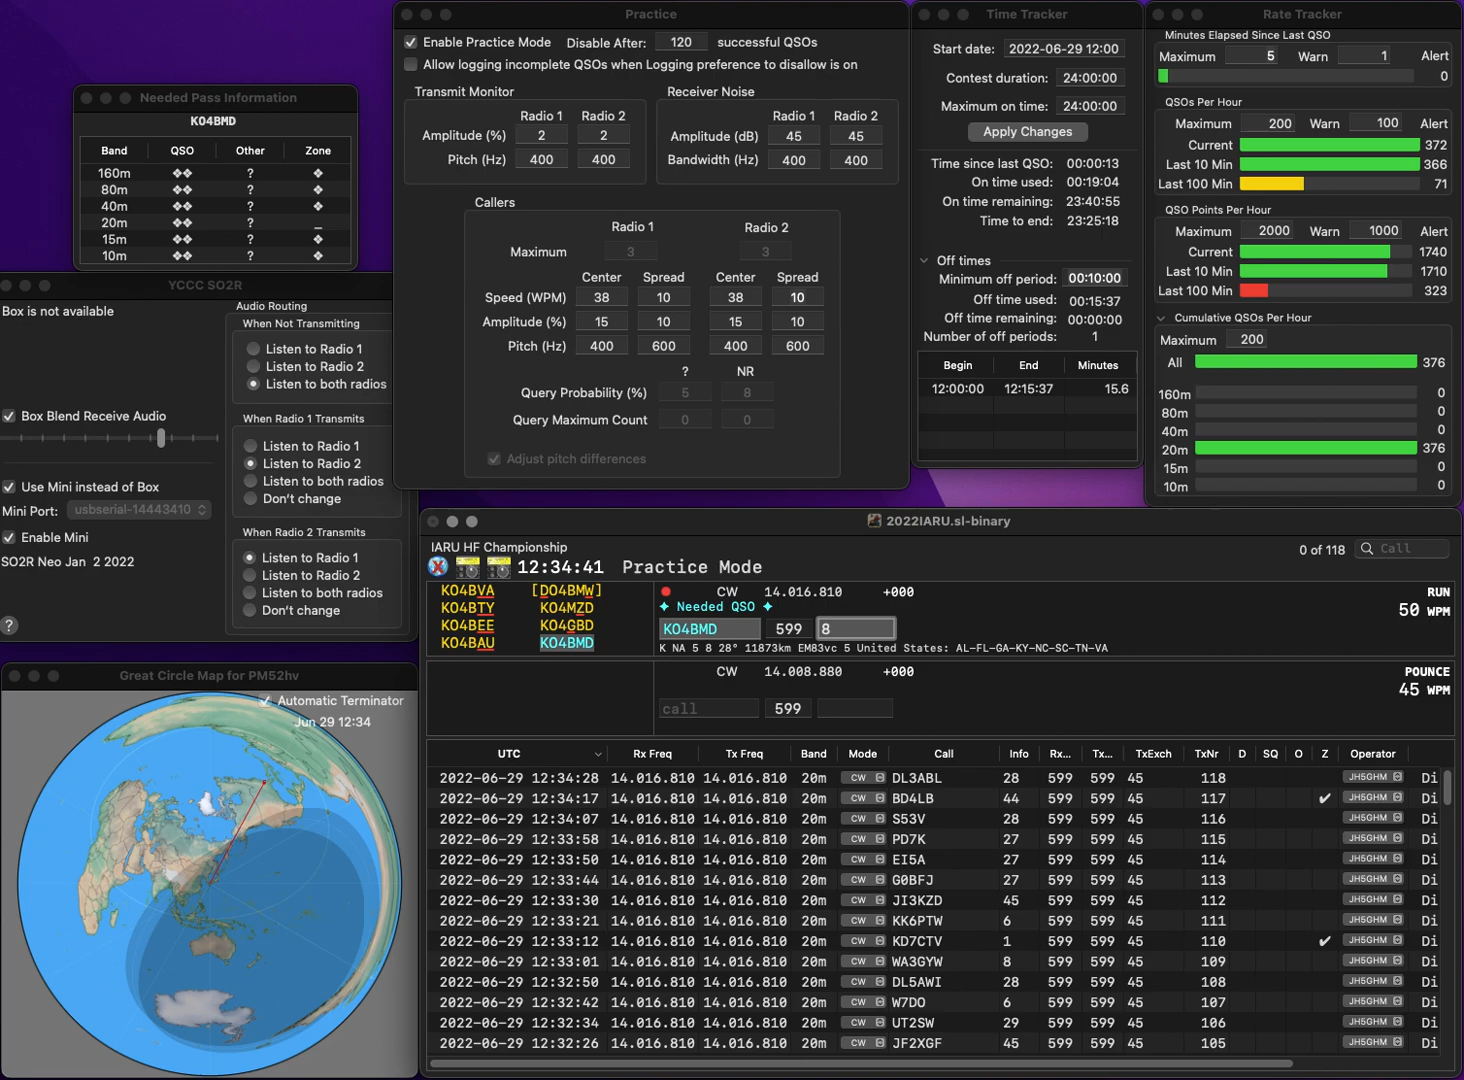 Needed Pass Information
KO4BMD
Band QSO Other Zone
160m ❖❖ ? ❖
80m ❖❖ ? ❖
40m ❖❖ ? ❖
20m ❖❖ ? _
15m ❖❖ ? ❖
10m ❖❖ ? ❖
YCCC SO2R
Box is not available
Box Blend Receive Audio
Use Mini instead of Box
Mini Port: usbserial-14443410
Enable Mini
SO2R Neo Jan 2 2022
?
Audio Routing
When Not Transmitting
Listen to Radio 1
Listen to Radio 2
Listen to both radios
When Radio 1 Transmits
Listen to Radio 1
Listen to Radio 2
Listen to both radios
Don't change
When Radio 2 Transmits
Listen to Radio 1
Listen to Radio 2
Listen to both radios
Don't change
Practice
Enable Practice Mode Disable After: 120 successful QSOs
Allow logging incomplete QSOs when Logging preference to disallow is on
Transmit Monitor
Radio 1 Radio 2
Amplitude (%) 2 2
Pitch (Hz) 400 400
Receiver Noise
Radio 1 Radio 2
Amplitude (dB) 45 45
Bandwidth (Hz) 400 400
Callers
Radio 1 Radio 2
Maximum 3 3
Center Spread Center Spread
Speed (WPM) 38 10 38 10
Amplitude (%) 15 10 15 10
Pitch (Hz) 400 600 400 600
? NR
Query Probability (%) 5 8
Query Maximum Count 0 0
Adjust pitch differences
Time Tracker
Start date: 2022-06-29 12:00
Contest duration: 24:00:00
Maximum on time: 24:00:00
Apply Changes
Time since last QSO: 00:00:13
On time used: 00:19:04
On time remaining: 23:40:55
Time to end: 23:25:18
Off times
Minimum off period: 00:10:00
Off time used: 00:15:37
Off time remaining: 00:00:00
Number of off periods: 1
Begin End Minutes
12:00:00 12:15:37 15.6
Rate Tracker
Minutes Elapsed Since Last QSO
Maximum 5 Warn 1 Alert
0
QSOs Per Hour
Maximum 200 Warn 100 Alert
Current 372
Last 10 Min 366
Last 100 Min 71
QSO Points Per Hour
Maximum 2000 Warn 1000 Alert
Current 1740
Last 10 Min 1710
Last 100 Min 323
Cumulative QSOs Per Hour
Maximum 200
All 376
160m 0
80m 0
40m 0
20m 376
15m 0
10m 0
Great Circle Map for PM52hv
Automatic Terminator
Jun 29 12:34
2022IARU.sl-binary
IARU HF Championship
0 of 118 Call
12:34:41 Practice Mode
KO4BVA [DO4BMW]
KO4BTY KO4MZD
KO4BEE KO4GBD
KO4BAU KO4BMD
CW 14.016.810 +000 RUN
✦ Needed QSO ✦ 50 WPM
KO4BMD 599 8
K NA 5 8 28° 11873km EM83vc 5 United States: AL-FL-GA-KY-NC-SC-TN-VA
CW 14.008.880 +000 POUNCE
45 WPM
call 599
UTC Rx Freq Tx Freq Band Mode Call Info Rx... Tx... TxExch TxNr D SQ O Z Operator
2022-06-29 12:34:28 14.016.810 14.016.810 20m CW DL3ABL 28 599 599 45 118 JH5GHM Di
2022-06-29 12:34:17 14.016.810 14.016.810 20m CW BD4LB 44 599 599 45 117 ✔ JH5GHM Di
2022-06-29 12:34:07 14.016.810 14.016.810 20m CW S53V 28 599 599 45 116 JH5GHM Di
2022-06-29 12:33:58 14.016.810 14.016.810 20m CW PD7K 27 599 599 45 115 JH5GHM Di
2022-06-29 12:33:50 14.016.810 14.016.810 20m CW EI5A 27 599 599 45 114 JH5GHM Di
2022-06-29 12:33:44 14.016.810 14.016.810 20m CW G0BFJ 27 599 599 45 113 JH5GHM Di
2022-06-29 12:33:30 14.016.810 14.016.810 20m CW JI3KZD 45 599 599 45 112 JH5GHM Di
2022-06-29 12:33:21 14.016.810 14.016.810 20m CW KK6PTW 6 599 599 45 111 JH5GHM Di
2022-06-29 12:33:12 14.016.810 14.016.810 20m CW KD7CTV 1 599 599 45 110 ✔ JH5GHM Di
2022-06-29 12:33:01 14.016.810 14.016.810 20m CW WA3GYW 8 599 599 45 109 JH5GHM Di
2022-06-29 12:32:50 14.016.810 14.016.810 20m CW DL5AWI 28 599 599 45 108 JH5GHM Di
2022-06-29 12:32:42 14.016.810 14.016.810 20m CW W7DO 6 599 599 45 107 JH5GHM Di
2022-06-29 12:32:34 14.016.810 14.016.810 20m CW UT2SW 29 599 599 45 106 JH5GHM Di
2022-06-29 12:32:26 14.016.810 14.016.810 20m CW JF2XGF 45 599 599 45 105 JH5GHM Di